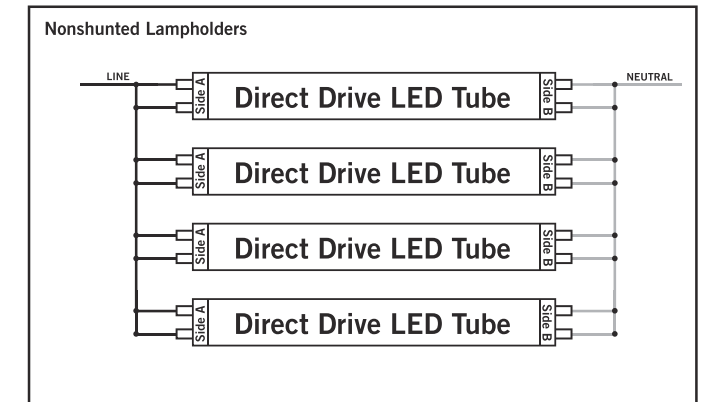 Nonshunted Lampholders
LINE
NEUTRAL
Side A
Direct Drive LED Tube
Side B
Side A
Direct Drive LED Tube
Side B
Side A
Direct Drive LED Tube
Side B
Side A
Direct Drive LED Tube
Side B